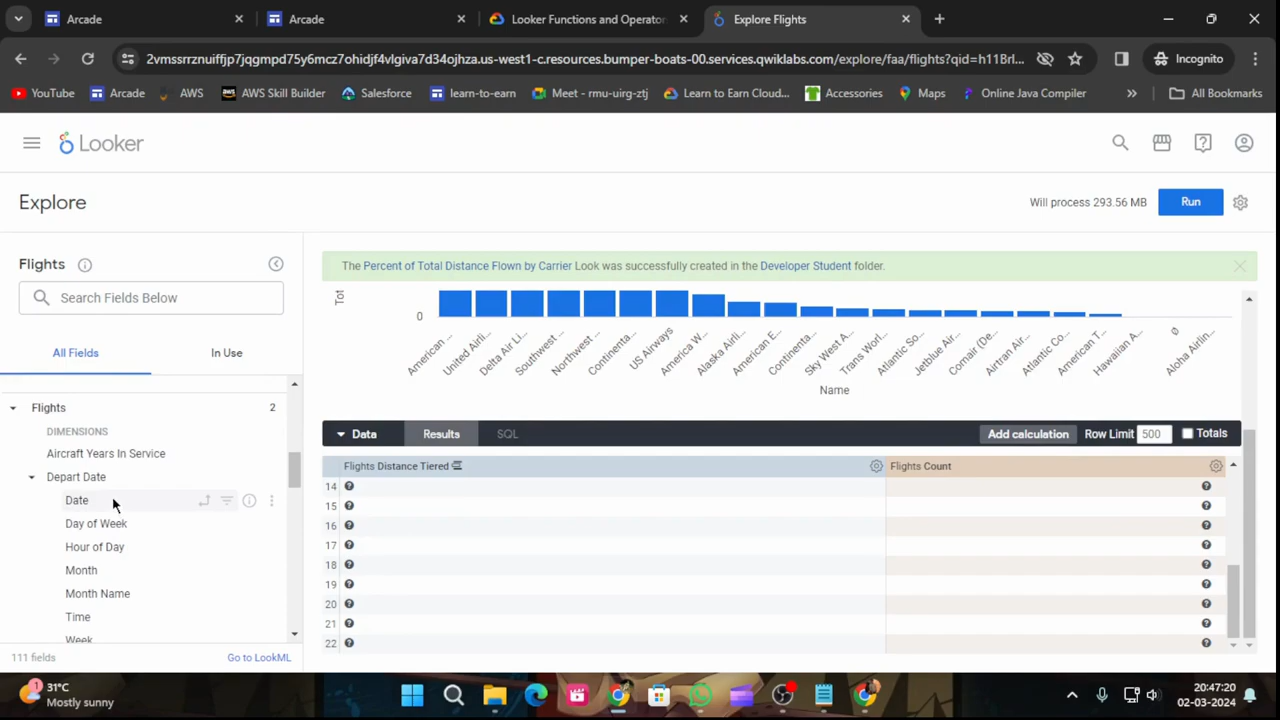 Arcade
Arcade
Looker Functions and Operator
Explore Flights
2vmssrrznuiffjp7jqgmpd75y6mcz7ohidjf4vlgiva7d34ojhza.us-west1-c.resources.bumper-boats-00.services.qwiklabs.com/explore/faa/flights?qid=h11Brl...
Incognito
YouTube
Arcade
AWS
AWS Skill Builder
Salesforce
learn-to-earn
Meet - rmu-uirg-ztj
Learn to Earn Cloud...
Accessories
Maps
Online Java Compiler
All Bookmarks
Looker
Explore
Will process 293.56 MB
Run
Flights
The Percent of Total Distance Flown by Carrier Look was successfully created in the Developer Student folder.
Search Fields Below
Tot
0
American ...
United Airli...
Delta Air Li...
Southwest ...
Northwest ...
Continenta...
US Airways
America W...
Alaska Airli...
American E...
Continenta...
Sky West A...
Trans Worl...
Atlantic So...
Jetblue Air...
Comair (De...
Airtran Air...
Atlantic Co...
American T...
Hawaiian A...
∅
Aloha Airlin...
Name
All Fields
In Use
Flights 2
DIMENSIONS
Aircraft Years In Service
Depart Date
Date
Day of Week
Hour of Day
Month
Month Name
Time
Week
111 fields
Go to LookML
Data
Results
SQL
Add calculation
Row Limit 500
Totals
Flights Distance Tiered
Flights Count
14
15
16
17
18
19
20
21
22
1
31°C
Mostly sunny
20:47:20
02-03-2024